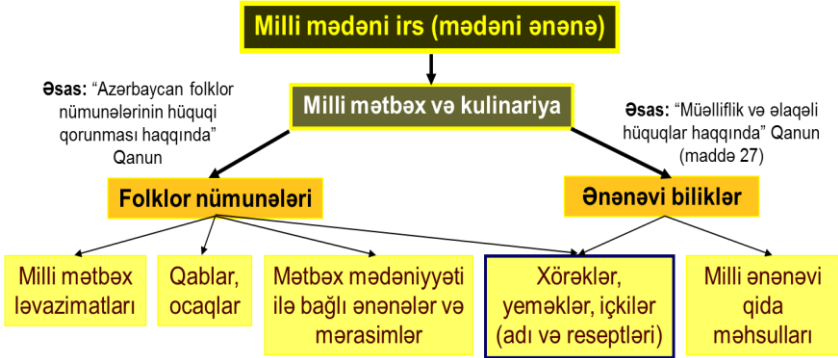 Milli mədəni irs (mədəni ənənə)
Əsas: “Azərbaycan folklor
nümunələrinin hüquqi
qorunması haqqında”
Qanun
Milli mətbəx və kulinariya
Əsas: “Müəlliflik və əlaqəli
hüquqlar haqqında” Qanun
(maddə 27)
Folklor nümunələri
Ənənəvi biliklər
Milli mətbəx
ləvazimatları
Qablar,
ocaqlar
Mətbəx mədəniyyəti
ilə bağlı ənənələr və
mərasimlər
Xörəklər,
yeməklər, içkilər
(adı və reseptləri)
Milli ənənəvi
qida
məhsulları